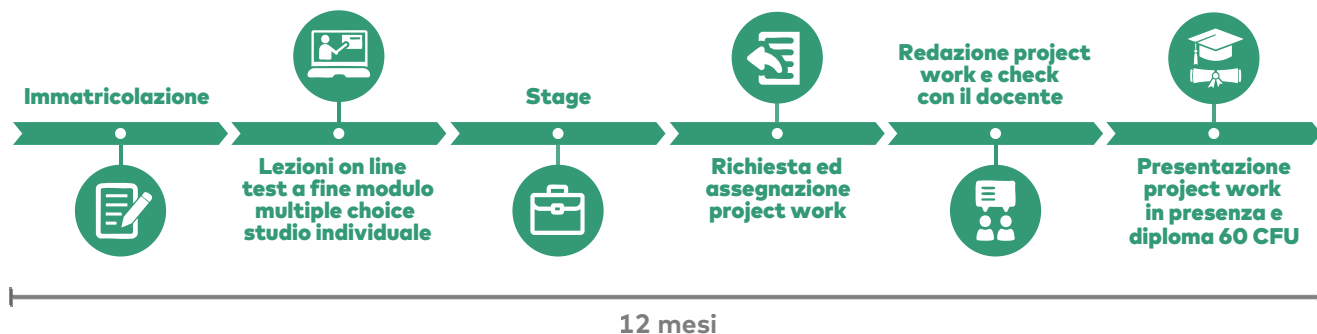 Immatricolazione
Lezioni on line
test a fine modulo
multiple choice
studio individuale
Stage
Richiesta ed
assegnazione
project work
Redazione project
work e check
con il docente
Presentazione
project work
in presenza e
diploma 60 CFU
12 mesi